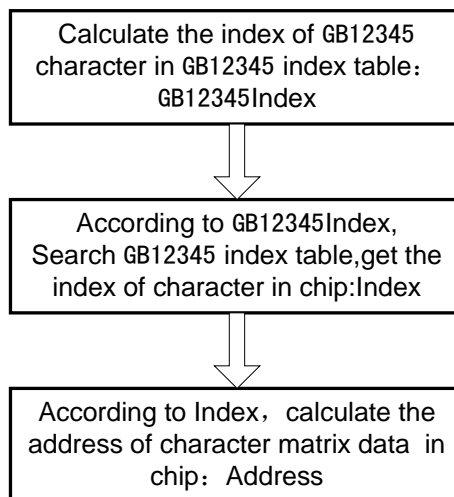 Calculate the index of GB12345
character in GB12345 index table：
GB12345Index
According to GB12345Index,
Search GB12345 index table,get the
index of character in chip:Index
According to Index，calculate the
address of character matrix data in
chip：Address